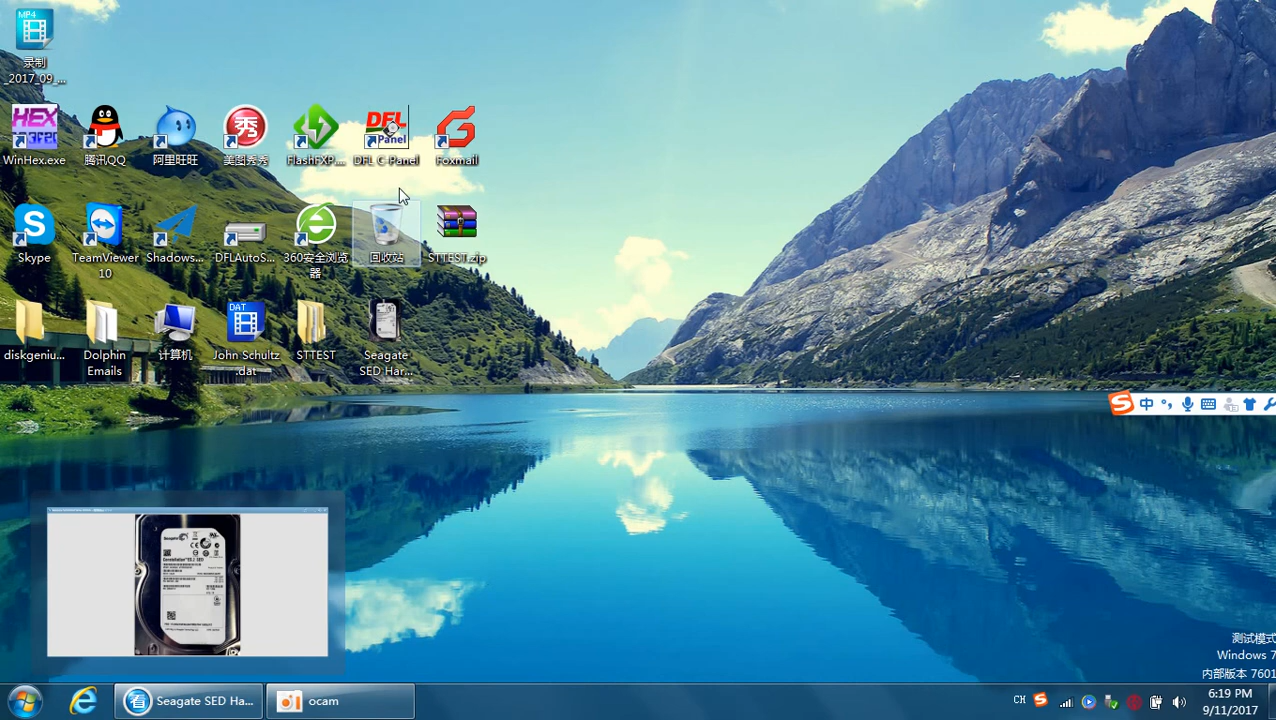 MP4
录制
_2017_09_...
HEX
WinHex.exe
腾讯QQ
阿里旺旺
秀
美图秀秀
FlashFXP....
DFL
Panel
DFL C-Panel
Foxmail
Skype
TeamViewer
10
Shadows...
DFLAutoS...
360安全浏览
器
回收站
STTEST.zip
diskgeniu...
Dolphin
Emails
计算机
DAT
John Schultz
.dat
STTEST
Seagate
SED Har...
中
Seagate
测试模式
Windows 7
内部版本 7601
看
Seagate SED Ha...
ocam
CH
6:19 PM
9/11/2017